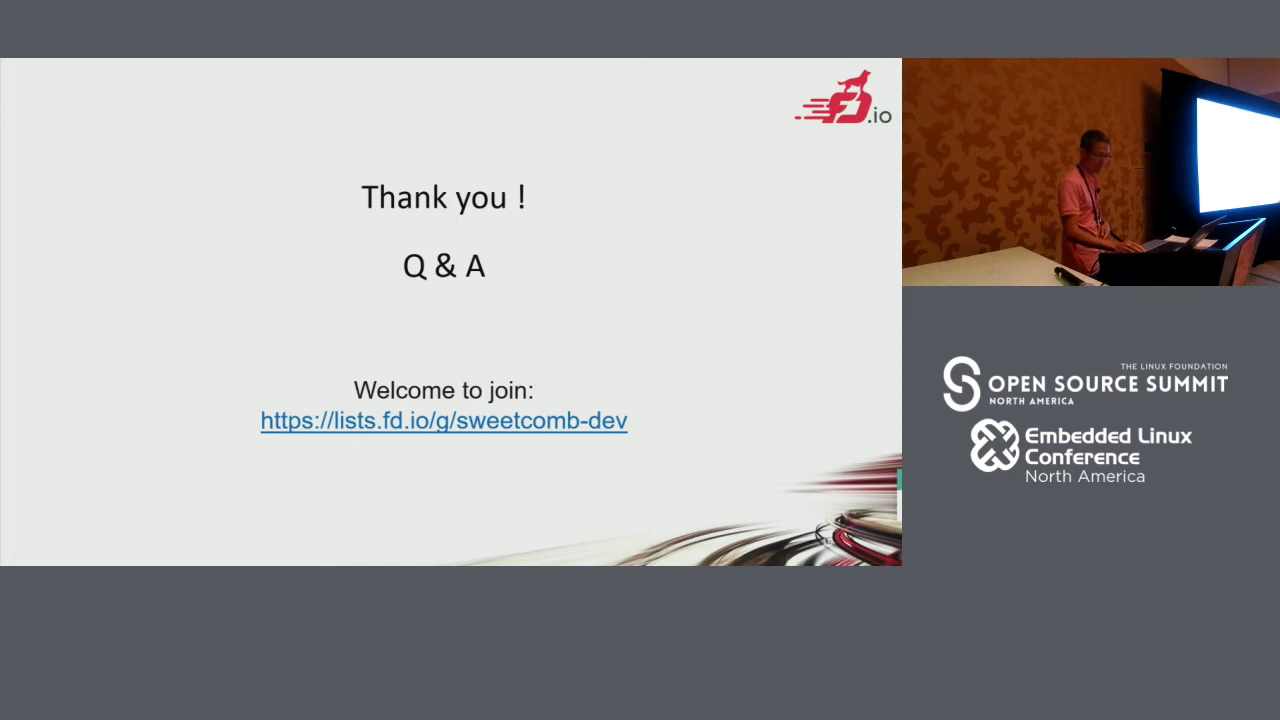 FD.io
Thank you !
Q & A
Welcome to join:
https://lists.fd.io/g/sweetcomb-dev
THE LINUX FOUNDATION
OPEN SOURCE SUMMIT
NORTH AMERICA
Embedded Linux
Conference
North America